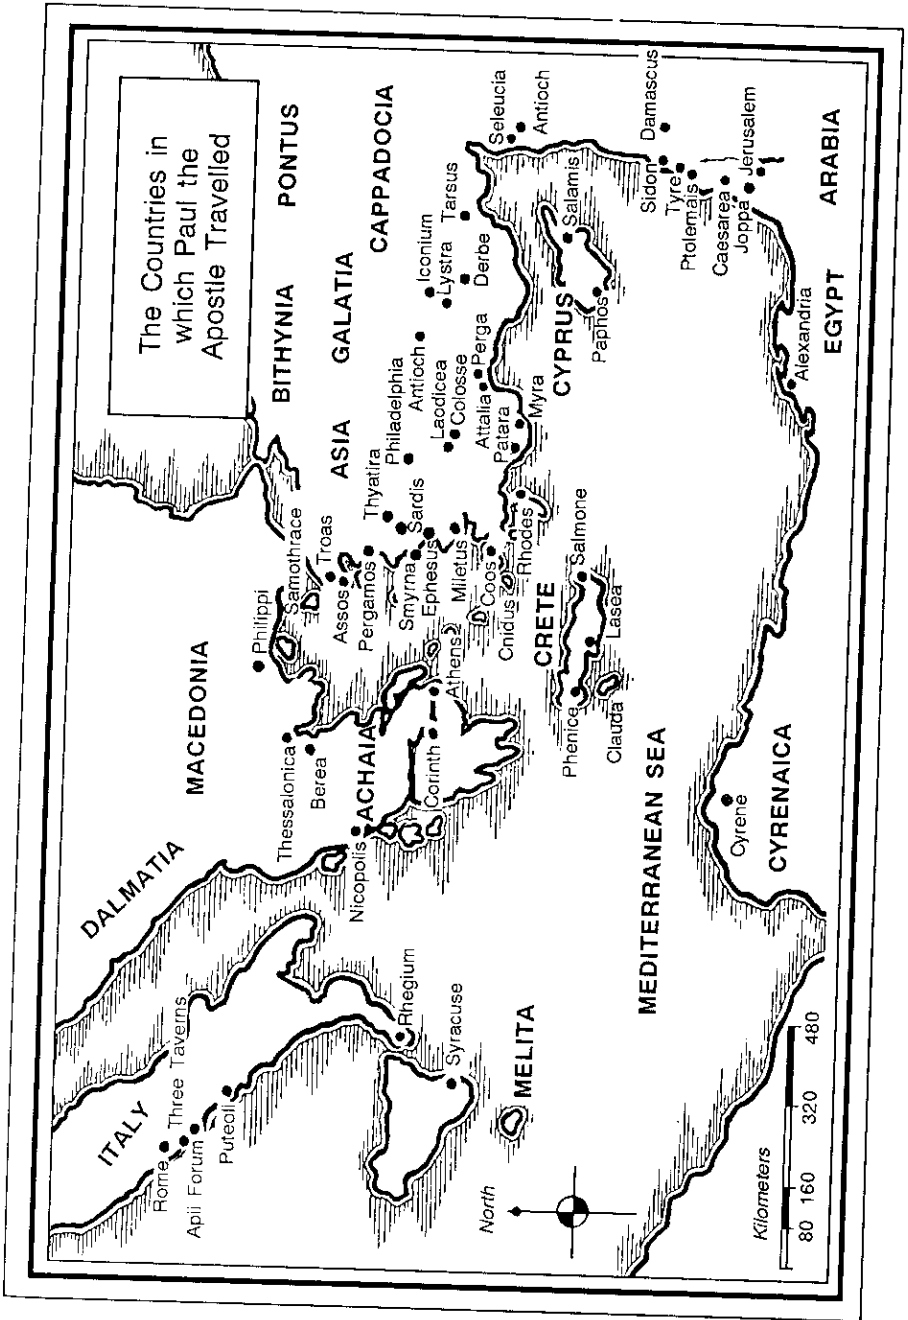 The Countries in
which Paul the
Apostle Travelled
DALMATIA
MACEDONIA
BITHYNIA
PONTUS
ITALY
Rome
Three Taverns
Apii Forum
Puteoli
Philippi
Samothrace
Thessalonica
Berea
Troas
Assos
Pergamos
ASIA
GALATIA
CAPPADOCIA
Thyatira
Sardis
Philadelphia
Antioch
Iconium
Lystra
Tarsus
Derbe
Laodicea
Colosse
Smyrna
Ephesus
Miletus
Attalia
Perga
Patara
Myra
Seleucia
Antioch
Nicopolis
ACHAIA
Corinth
Athens
Coos
Cnidus
Rhodes
Rhegium
Syracuse
MELITA
CRETE
Salmone
Lasea
Phenice
Clauda
CYPRUS
Salamis
Paphos
Damascus
Sidon
Tyre
Ptolemais
Caesarea
Joppa
Jerusalem
MEDITERRANEAN SEA
Cyrene
CYRENAICA
Alexandria
EGYPT
ARABIA
North
Kilometers
80 160 320 480